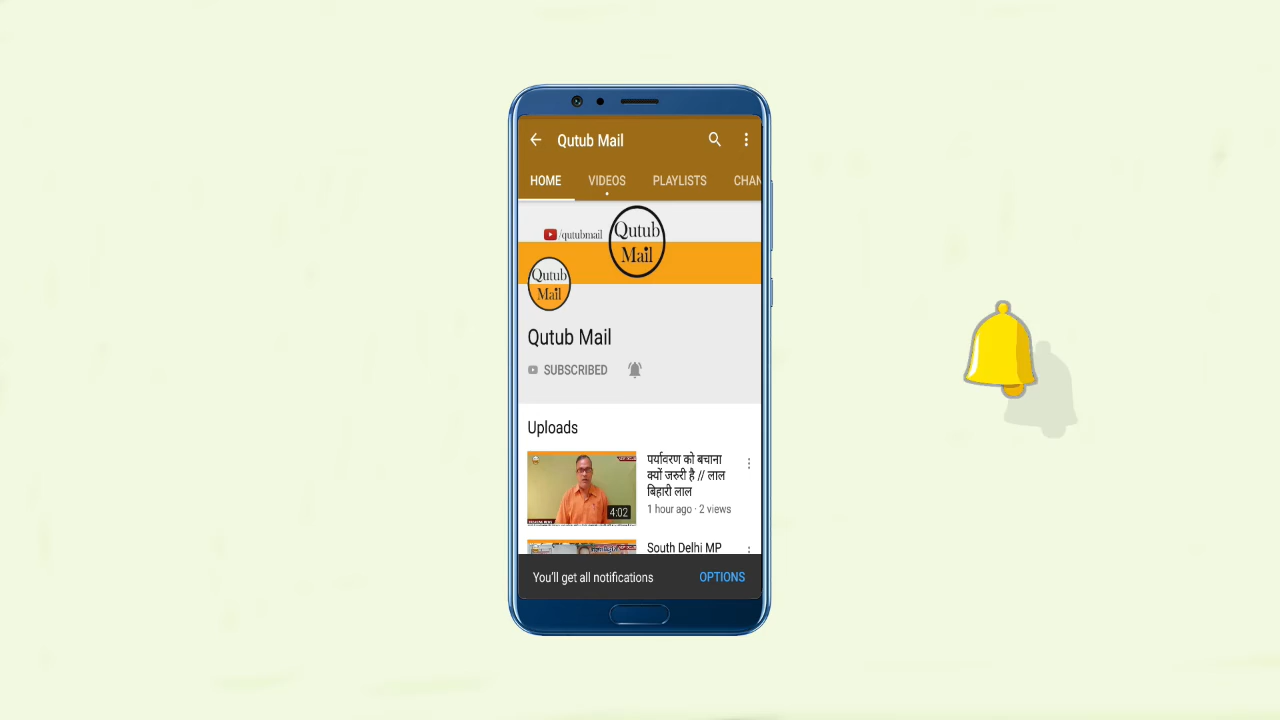 Qutub Mail
HOME VIDEOS PLAYLISTS CHAN
/qutubmail
Qutub
Mail
Qutub
Mail
Qutub Mail
SUBSCRIBED
Uploads
पर्यावरण को बचाना
क्यों जरुरी है // लाल
बिहारी लाल
4:02
1 hour ago · 2 views
South Delhi MP
You'll get all notifications OPTIONS